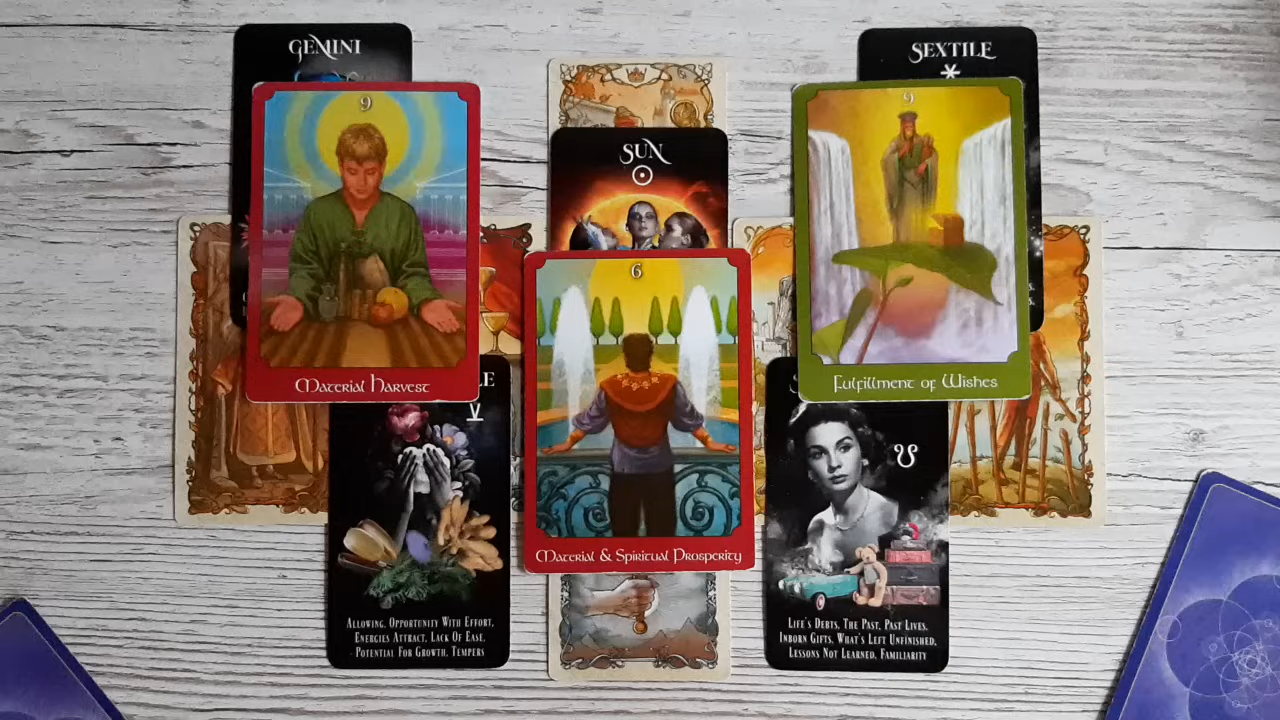 GEMINI
SEXTILE
9
9
SUN
6
Material Harvest
Fulfillment of Wishes
Material & Spiritual Prosperity
Allowing, Opportunity With Effort,
Energies Attract, Lack Of Ease,
Potential For Growth, Tempers
Life's Debts, The Past, Past Lives,
Inborn Gifts, What's Left Unfinished,
Lessons Not Learned, Familiarity